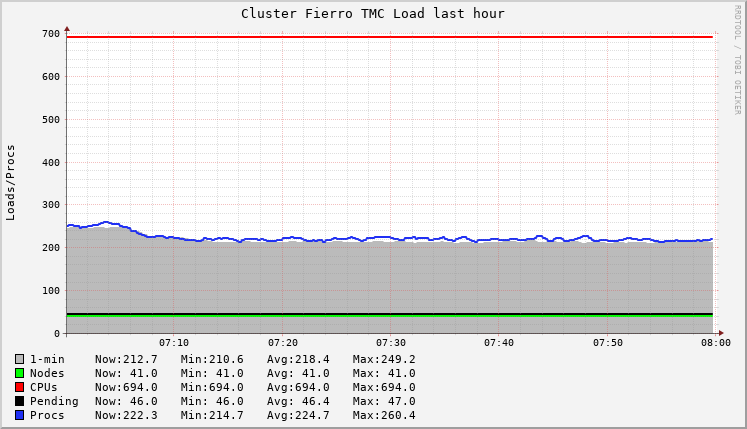 Cluster Fierro TMC Load last hour
RRDTOOL / TOBI OETIKER
Loads/Procs
700
600
500
400
300
200
100
0
07:10 07:20 07:30 07:40 07:50 08:00
1-min Now:212.7 Min:210.6 Avg:218.4 Max:249.2
Nodes Now: 41.0 Min: 41.0 Avg: 41.0 Max: 41.0
CPUs Now:694.0 Min:694.0 Avg:694.0 Max:694.0
Pending Now: 46.0 Min: 46.0 Avg: 46.4 Max: 47.0
Procs Now:222.3 Min:214.7 Avg:224.7 Max:260.4